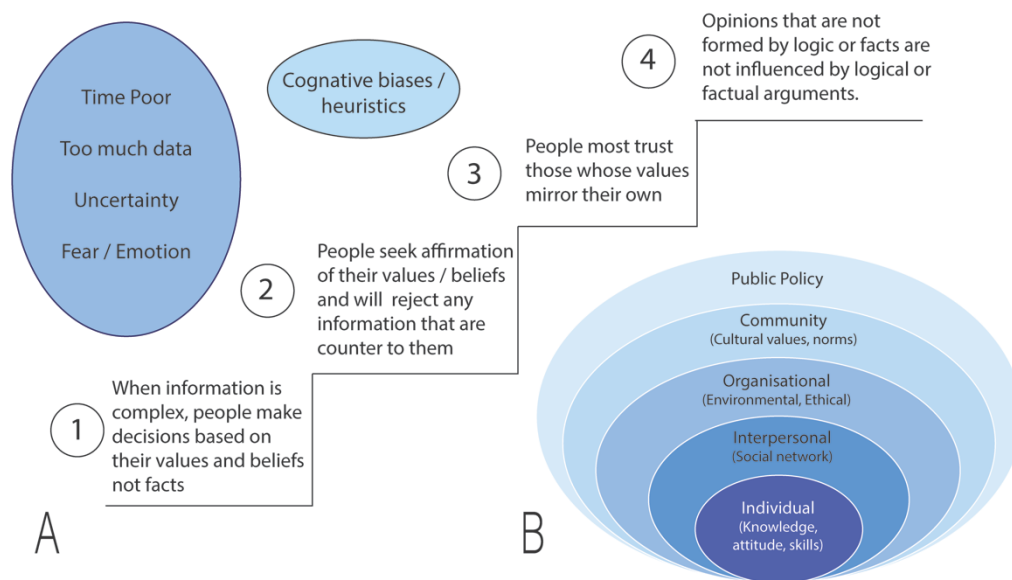 Time Poor
Too much data
Uncertainty
Fear / Emotion
Cognitive biases /
heuristics
1
When information is
complex, people make
decisions based on
their values and beliefs
not facts
2
People seek affirmation
of their values / beliefs
and will reject any
information that are
counter to them
3
People most trust
those whose values
mirror their own
4
Opinions that are not
formed by logic or facts are
not influenced by logical or
factual arguments.
A
Public Policy
Community
(Cultural values, norms)
Organisational
(Environmental, Ethical)
Interpersonal
(Social network)
Individual
(Knowledge,
attitude, skills)
B